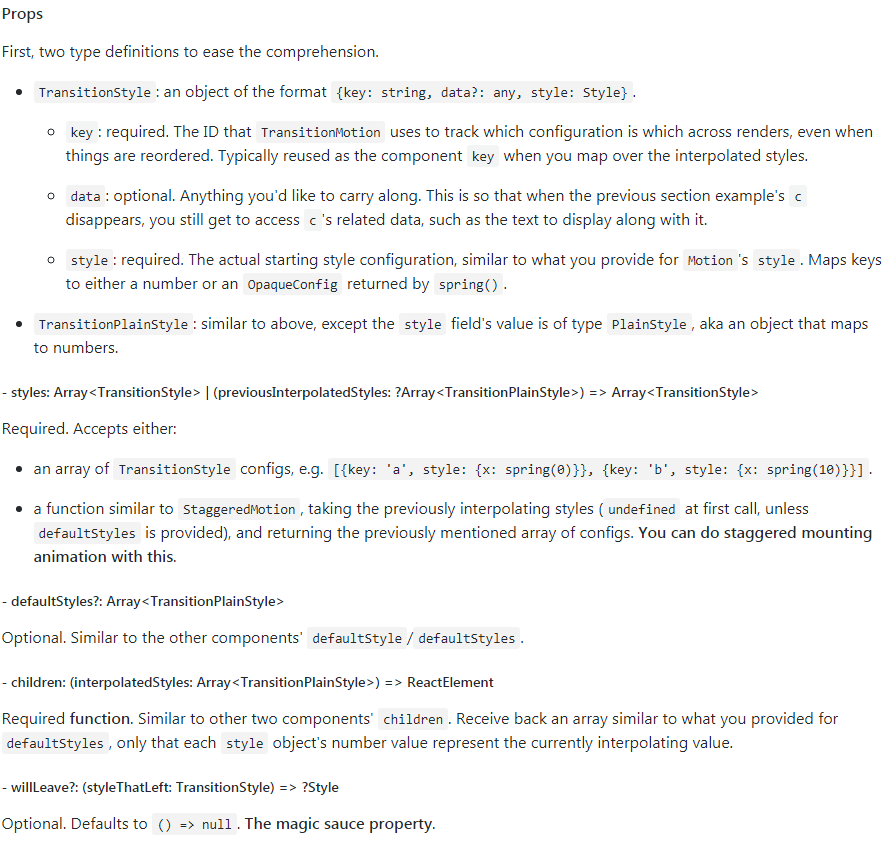 Props
First, two type definitions to ease the comprehension.
TransitionStyle: an object of the format {key: string, data?: any, style: Style}.
key: required. The ID that TransitionMotion uses to track which configuration is which across renders, even when
things are reordered. Typically reused as the component key when you map over the interpolated styles.
data: optional. Anything you'd like to carry along. This is so that when the previous section example's c
disappears, you still get to access c's related data, such as the text to display along with it.
style: required. The actual starting style configuration, similar to what you provide for Motion's style. Maps keys
to either a number or an OpaqueConfig returned by spring().
TransitionPlainStyle: similar to above, except the style field's value is of type PlainStyle, aka an object that maps
to numbers.
- styles: Array<TransitionStyle> | (previousInterpolatedStyles: ?Array<TransitionPlainStyle>) => Array<TransitionStyle>
Required. Accepts either:
an array of TransitionStyle configs, e.g. [{key: 'a', style: {x: spring(0)}}, {key: 'b', style: {x: spring(10)}}].
a function similar to StaggeredMotion, taking the previously interpolating styles (undefined at first call, unless
defaultStyles is provided), and returning the previously mentioned array of configs. You can do staggered mounting
animation with this.
- defaultStyles?: Array<TransitionPlainStyle>
Optional. Similar to the other components' defaultStyle/defaultStyles.
- children: (interpolatedStyles: Array<TransitionPlainStyle>) => ReactElement
Required function. Similar to other two components' children. Receive back an array similar to what you provided for
defaultStyles, only that each style object's number value represent the currently interpolating value.
- willLeave?: (styleThatLeft: TransitionStyle) => ?Style
Optional. Defaults to () => null. The magic sauce property.